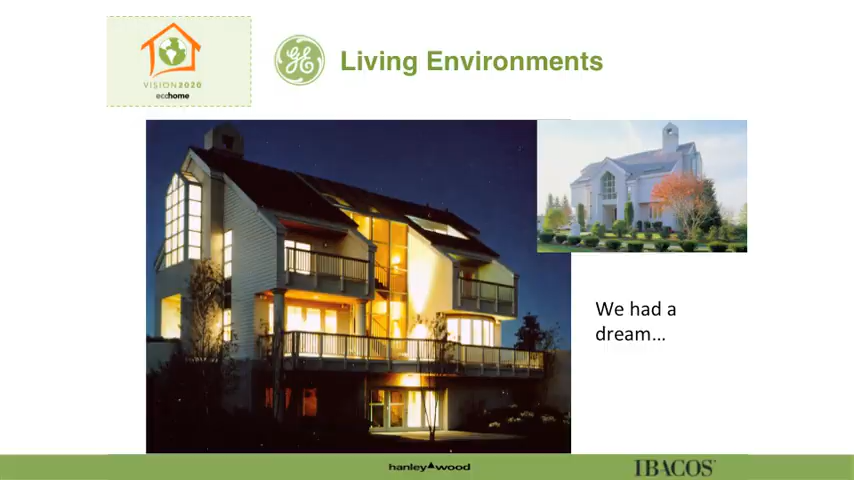 VISION2020
ecohome
GE
Living Environments
We had a
dream...
hanley wood
IBACOS